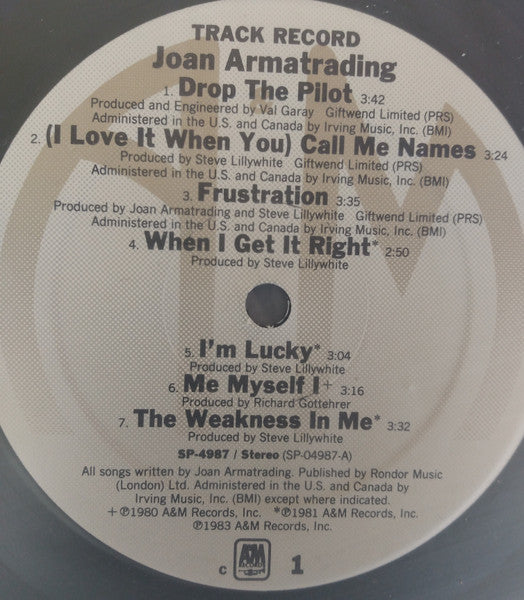 TRACK RECORD
Joan Armatrading
1. Drop The Pilot 3:42
Produced and Engineered by Val Garay Giftwend Limited (PRS)
Administered in the U.S. and Canada by Irving Music, Inc. (BMI)
2. (I Love It When You) Call Me Names 3:24
Produced by Steve Lillywhite Giftwend Limited (PRS)
Administered in the U.S. and Canada by Irving Music, Inc. (BMI)
3. Frustration 3:35
Produced by Joan Armatrading and Steve Lillywhite Giftwend Limited (PRS)
Administered in the U.S. and Canada by Irving Music, Inc. (BMI)
4. When I Get It Right* 2:50
Produced by Steve Lillywhite
5. I'm Lucky* 3:04
Produced by Steve Lillywhite
6. Me Myself I+ 3:16
Produced by Richard Gottehrer
7. The Weakness In Me* 3:32
Produced by Steve Lillywhite
SP-4987 / Stereo (SP-04987-A)
All songs written by Joan Armatrading. Published by Rondor Music
(London) Ltd. Administered in the U.S. and Canada by
Irving Music, Inc. (BMI) except where indicated.
+℗1980 A&M Records, Inc. *℗1981 A&M Records, Inc.
℗1983 A&M Records, Inc.
C A&M RECORDS 1